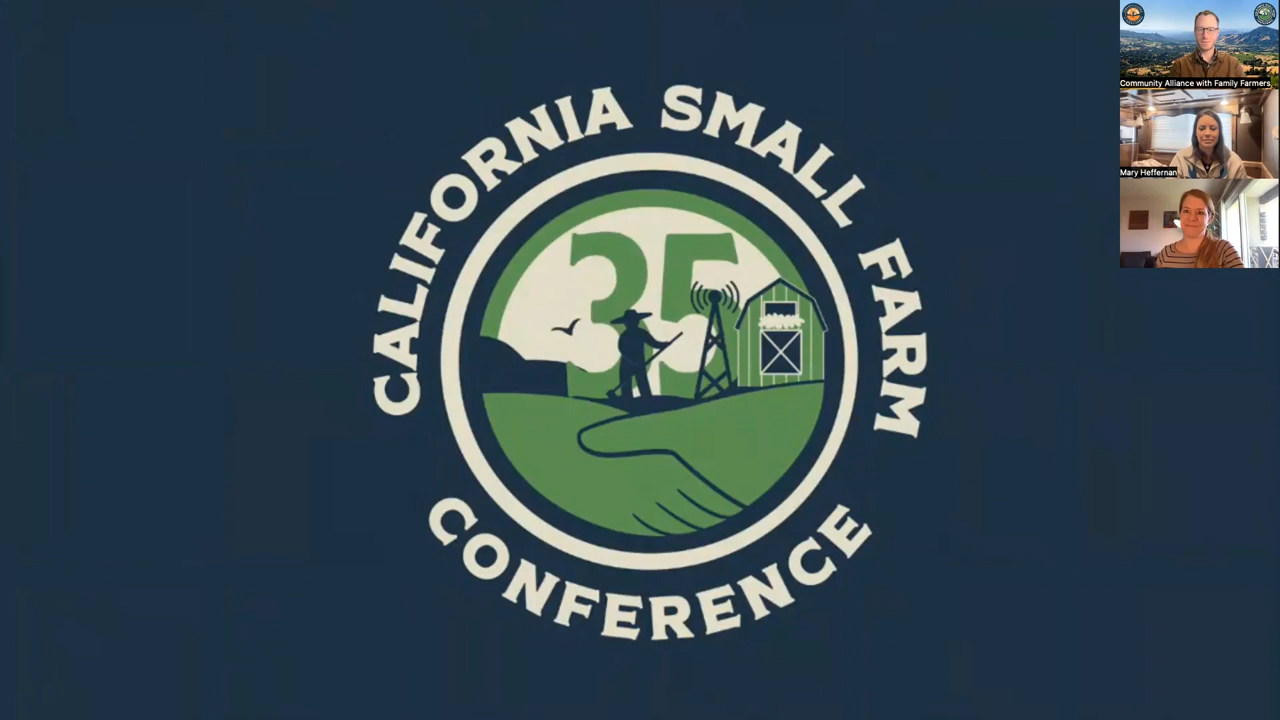 CALIFORNIA SMALL FARM
35
CONFERENCE
Community Alliance with Family Farmers
Mary Heffernan